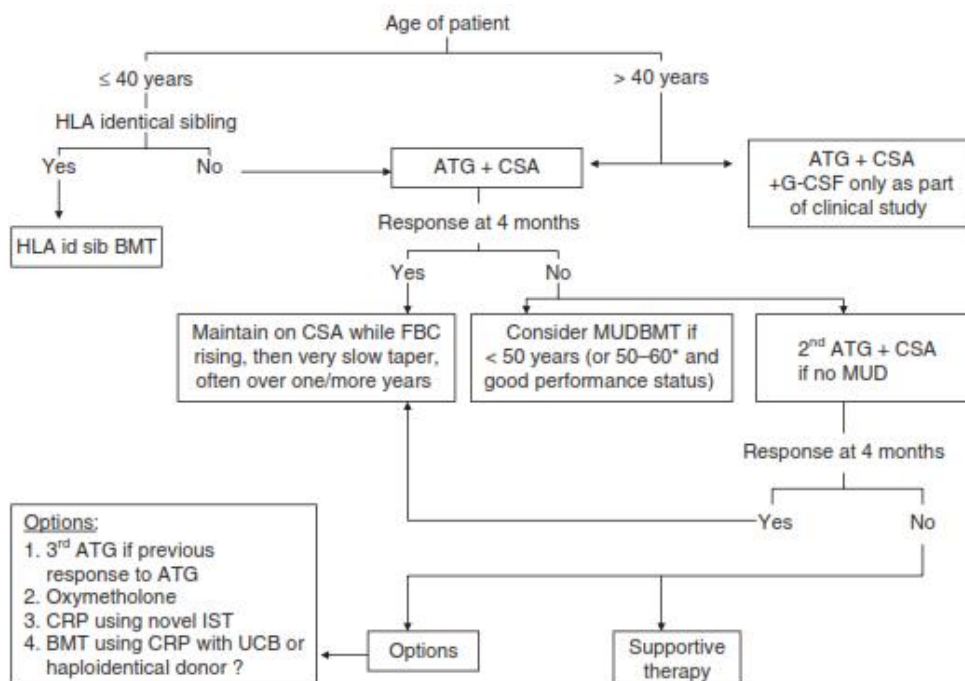 Age of patient
≤ 40 years
> 40 years
HLA identical sibling
Yes
No
ATG + CSA
ATG + CSA
+G-CSF only as part
of clinical study
HLA id sib BMT
Response at 4 months
Yes
No
Maintain on CSA while FBC
rising, then very slow taper,
often over one/more years
Consider MUDBMT if
< 50 years (or 50–60* and
good performance status)
2nd ATG + CSA
if no MUD
Response at 4 months
Yes
No
Options:
1. 3rd ATG if previous
response to ATG
2. Oxymetholone
3. CRP using novel IST
4. BMT using CRP with UCB or
haploidentical donor ?
Options
Supportive
therapy